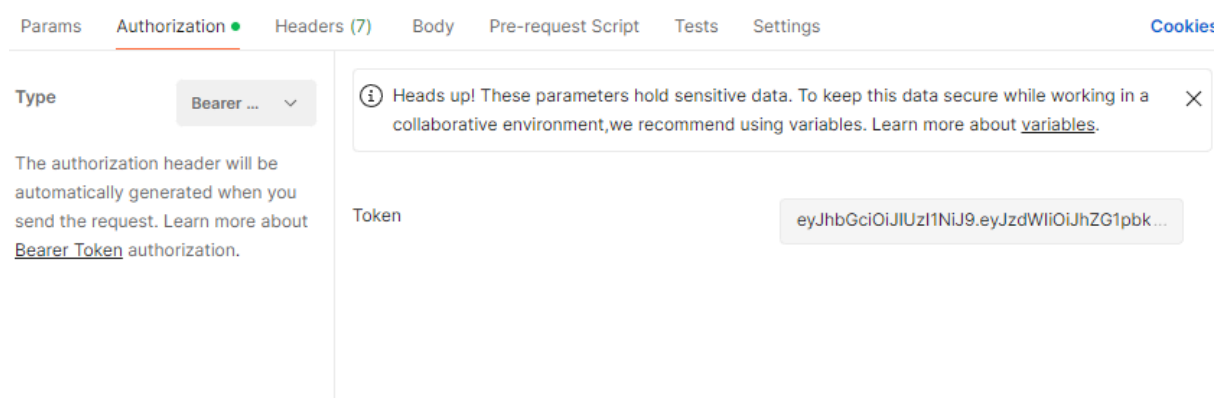 Params Authorization Headers (7) Body Pre-request Script Tests Settings Cookies
Type
Bearer ...
Heads up! These parameters hold sensitive data. To keep this data secure while working in a
collaborative environment,we recommend using variables. Learn more about variables.
The authorization header will be
automatically generated when you
send the request. Learn more about
Bearer Token authorization.
Token
eyJhbGciOiJIUzI1NiJ9.eyJzdWIiOiJhZG1pbk...